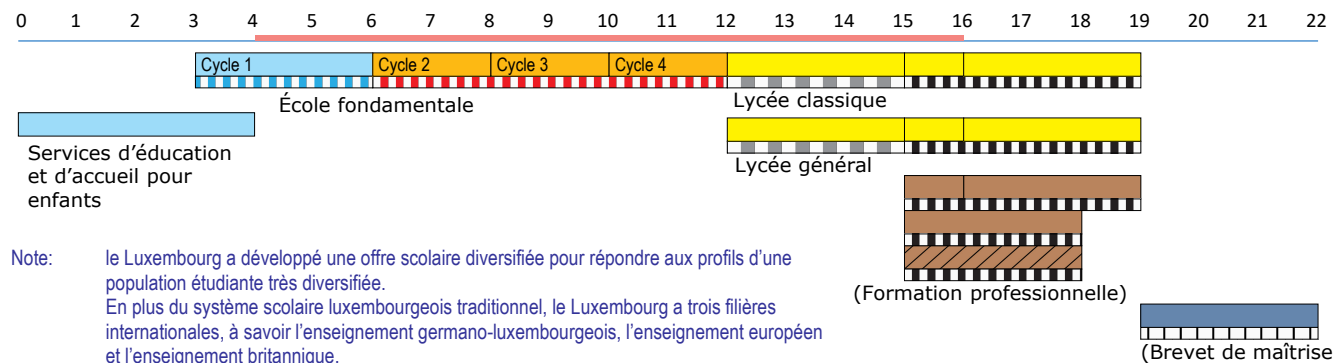 0 1 2 3 4 5 6 7 8 9 10 11 12 13 14 15 16 17 18 19 20 21 22
Cycle 1 Cycle 2 Cycle 3 Cycle 4
École fondamentale Lycée classique
Services d’éducation
et d’accueil pour
enfants
Lycée général
(Formation professionnelle)
(Brevet de maîtrise
Note: le Luxembourg a développé une offre scolaire diversifiée pour répondre aux profils d’une
population étudiante très diversifiée.
En plus du système scolaire luxembourgeois traditionnel, le Luxembourg a trois filières
internationales, à savoir l’enseignement germano-luxembourgeois, l’enseignement européen
et l’enseignement britannique.